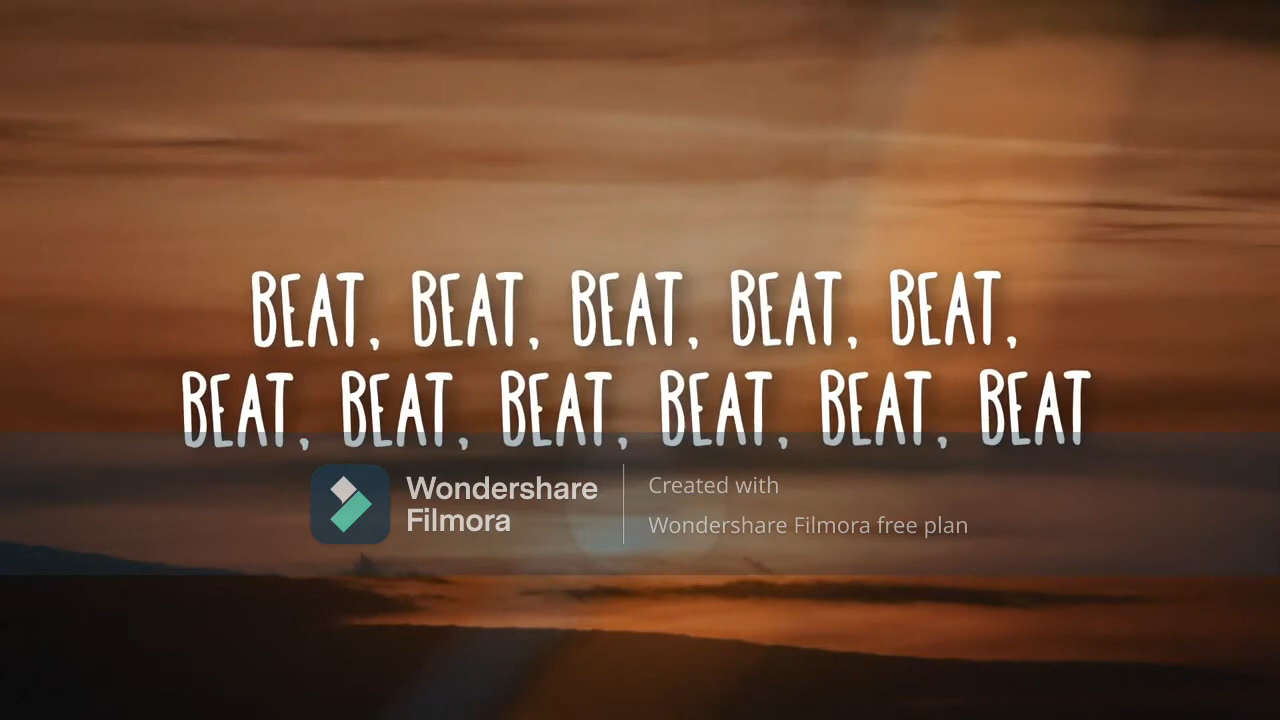 BEAT, BEAT, BEAT, BEAT, BEAT,
BEAT, BEAT, BEAT, BEAT, BEAT, BEAT
Wondershare
Filmora
Created with
Wondershare Filmora free plan